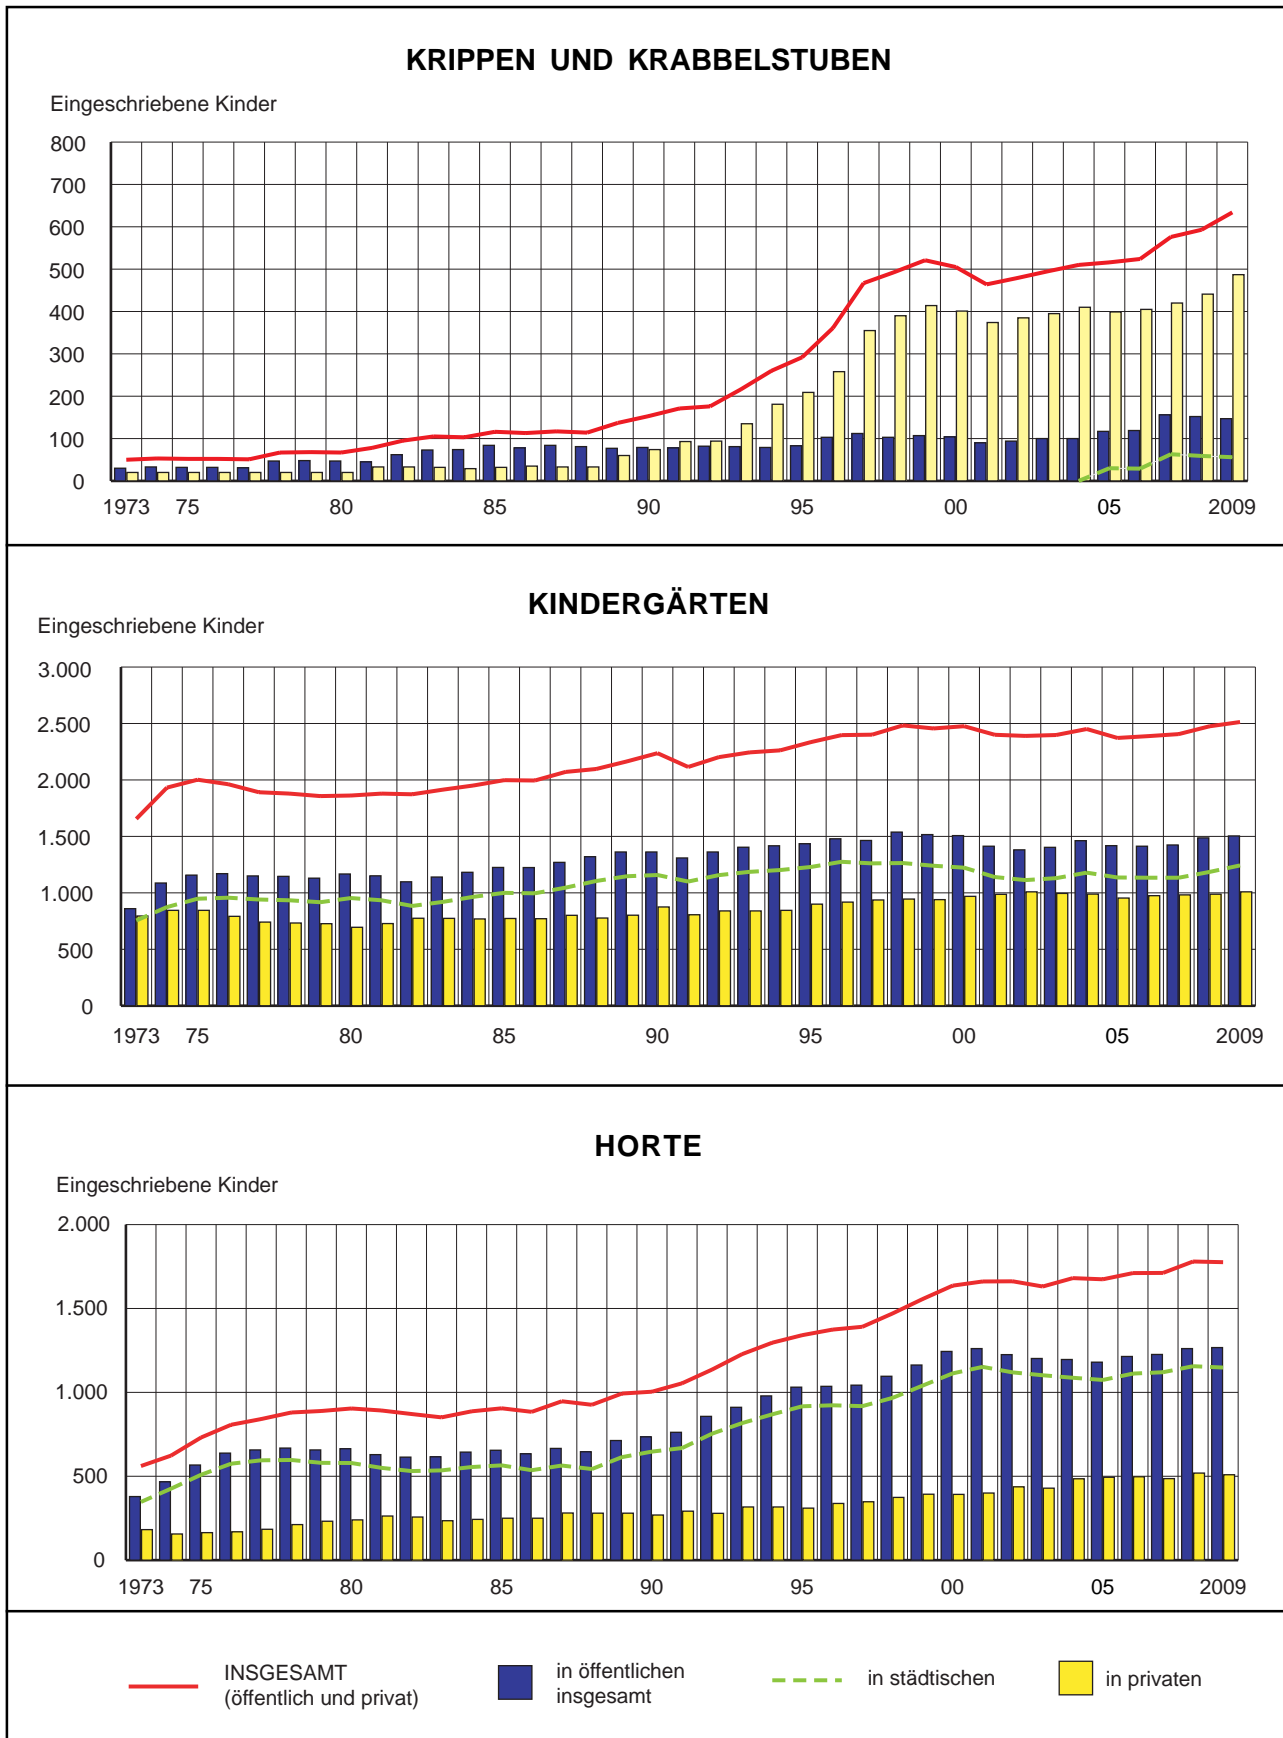 KRIPPEN UND KRABBELSTUBEN
Eingeschriebene Kinder
800
700
600
500
400
300
200
100
0
1973 75 80 85 90 95 00 05 2009
KINDERGÄRTEN
Eingeschriebene Kinder
3.000
2.500
2.000
1.500
1.000
500
0
1973 75 80 85 90 95 00 05 2009
HORTE
Eingeschriebene Kinder
2.000
1.500
1.000
500
0
1973 75 80 85 90 95 00 05 2009
INSGESAMT
(öffentlich und privat)
in öffentlichen
insgesamt
in städtischen
in privaten